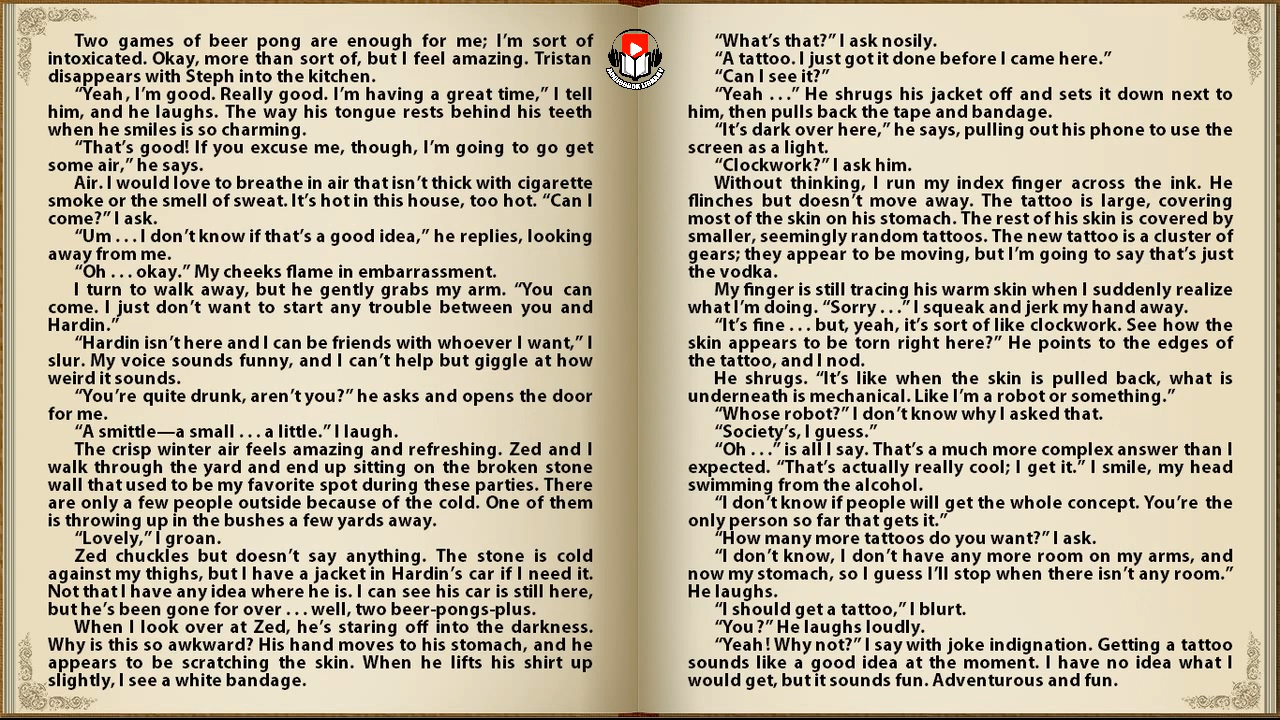 Two games of beer pong are enough for me; I’m sort of
intoxicated. Okay, more than sort of, but I feel amazing. Tristan
disappears with Steph into the kitchen.
“Yeah, I’m good. Really good. I’m having a great time,” I tell
him, and he laughs. The way his tongue rests behind his teeth
when he smiles is so charming.
“That’s good! If you excuse me, though, I’m going to go get
some air,” he says.
Air. I would love to breathe in air that isn’t thick with cigarette
smoke or the smell of sweat. It’s hot in this house, too hot. “Can I
come?” I ask.
“Um . . . I don’t know if that’s a good idea,” he replies, looking
away from me.
“Oh . . . okay.” My cheeks flame in embarrassment.
I turn to walk away, but he gently grabs my arm. “You can
come. I just don’t want to start any trouble between you and
Hardin.”
“Hardin isn’t here and I can be friends with whoever I want,” I
slur. My voice sounds funny, and I can’t help but giggle at how
weird it sounds.
“You’re quite drunk, aren’t you?” he asks and opens the door
for me.
“A smittle—a small . . . a little.” I laugh.
The crisp winter air feels amazing and refreshing. Zed and I
walk through the yard and end up sitting on the broken stone
wall that used to be my favorite spot during these parties. There
are only a few people outside because of the cold. One of them
is throwing up in the bushes a few yards away.
“Lovely,” I groan.
Zed chuckles but doesn’t say anything. The stone is cold
against my thighs, but I have a jacket in Hardin’s car if I need it.
Not that I have any idea where he is. I can see his car is still here,
but he’s been gone for over . . . well, two beer-pongs-plus.
When I look over at Zed, he’s staring off into the darkness.
Why is this so awkward? His hand moves to his stomach, and he
appears to be scratching the skin. When he lifts his shirt up
slightly, I see a white bandage.
“What’s that?” I ask nosily.
“A tattoo. I just got it done before I came here.”
“Can I see it?”
“Yeah . . .” He shrugs his jacket off and sets it down next to
him, then pulls back the tape and bandage.
“It’s dark over here,” he says, pulling out his phone to use the
screen as a light.
“Clockwork?” I ask him.
Without thinking, I run my index finger across the ink. He
flinches but doesn’t move away. The tattoo is large, covering
most of the skin on his stomach. The rest of his skin is covered by
smaller, seemingly random tattoos. The new tattoo is a cluster of
gears; they appear to be moving, but I’m going to say that’s just
the vodka.
My finger is still tracing his warm skin when I suddenly realize
what I’m doing. “Sorry . . .” I squeak and jerk my hand away.
“It’s fine . . . but, yeah, it’s sort of like clockwork. See how the
skin appears to be torn right here?” He points to the edges of
the tattoo, and I nod.
He shrugs. “It’s like when the skin is pulled back, what is
underneath is mechanical. Like I’m a robot or something.”
“Whose robot?” I don’t know why I asked that.
“Society’s, I guess.”
“Oh . . .” is all I say. That’s a much more complex answer than I
expected. “That’s actually really cool; I get it.” I smile, my head
swimming from the alcohol.
“I don’t know if people will get the whole concept. You’re the
only person so far that gets it.”
“How many more tattoos do you want?” I ask.
“I don’t know, I don’t have any more room on my arms, and
now my stomach, so I guess I’ll stop when there isn’t any room.”
He laughs.
“I should get a tattoo,” I blurt.
“You?” He laughs loudly.
“Yeah! Why not?” I say with joke indignation. Getting a tattoo
sounds like a good idea at the moment. I have no idea what I
would get, but it sounds fun. Adventurous and fun.